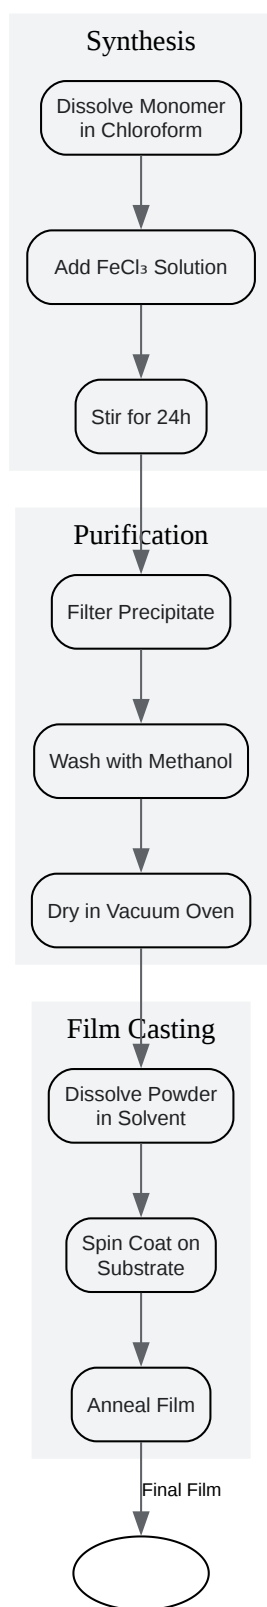 Synthesis
Dissolve Monomer
in Chloroform
Add FeCl₃ Solution
Stir for 24h
Purification
Filter Precipitate
Wash with Methanol
Dry in Vacuum Oven
Film Casting
Dissolve Powder
in Solvent
Spin Coat on
Substrate
Anneal Film
Final Film